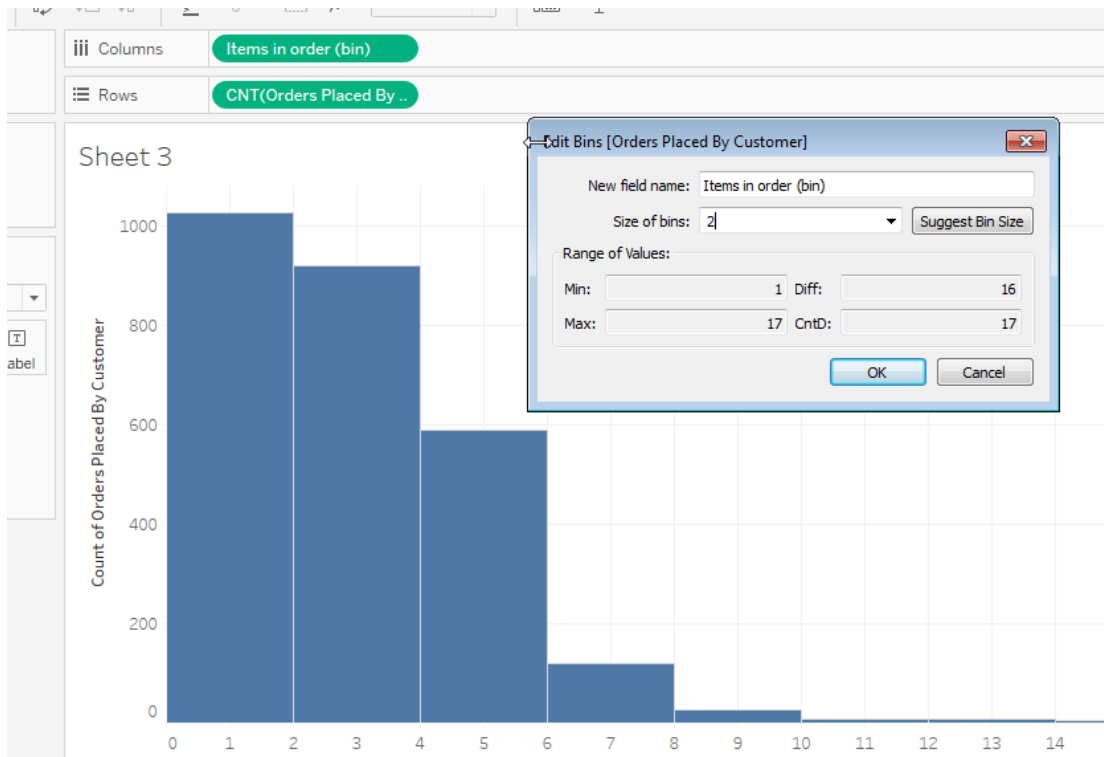 Columns
Items in order (bin)
Rows
CNT(Orders Placed By ..
Sheet 3
Edit Bins [Orders Placed By Customer]
New field name: Items in order (bin)
Size of bins: 2
Suggest Bin Size
Range of Values:
Min: 1 Diff: 16
Max: 17 CntD: 17
OK Cancel
T
abel
Count of Orders Placed By Customer
1000
800
600
400
200
0
0 1 2 3 4 5 6 7 8 9 10 11 12 13 14